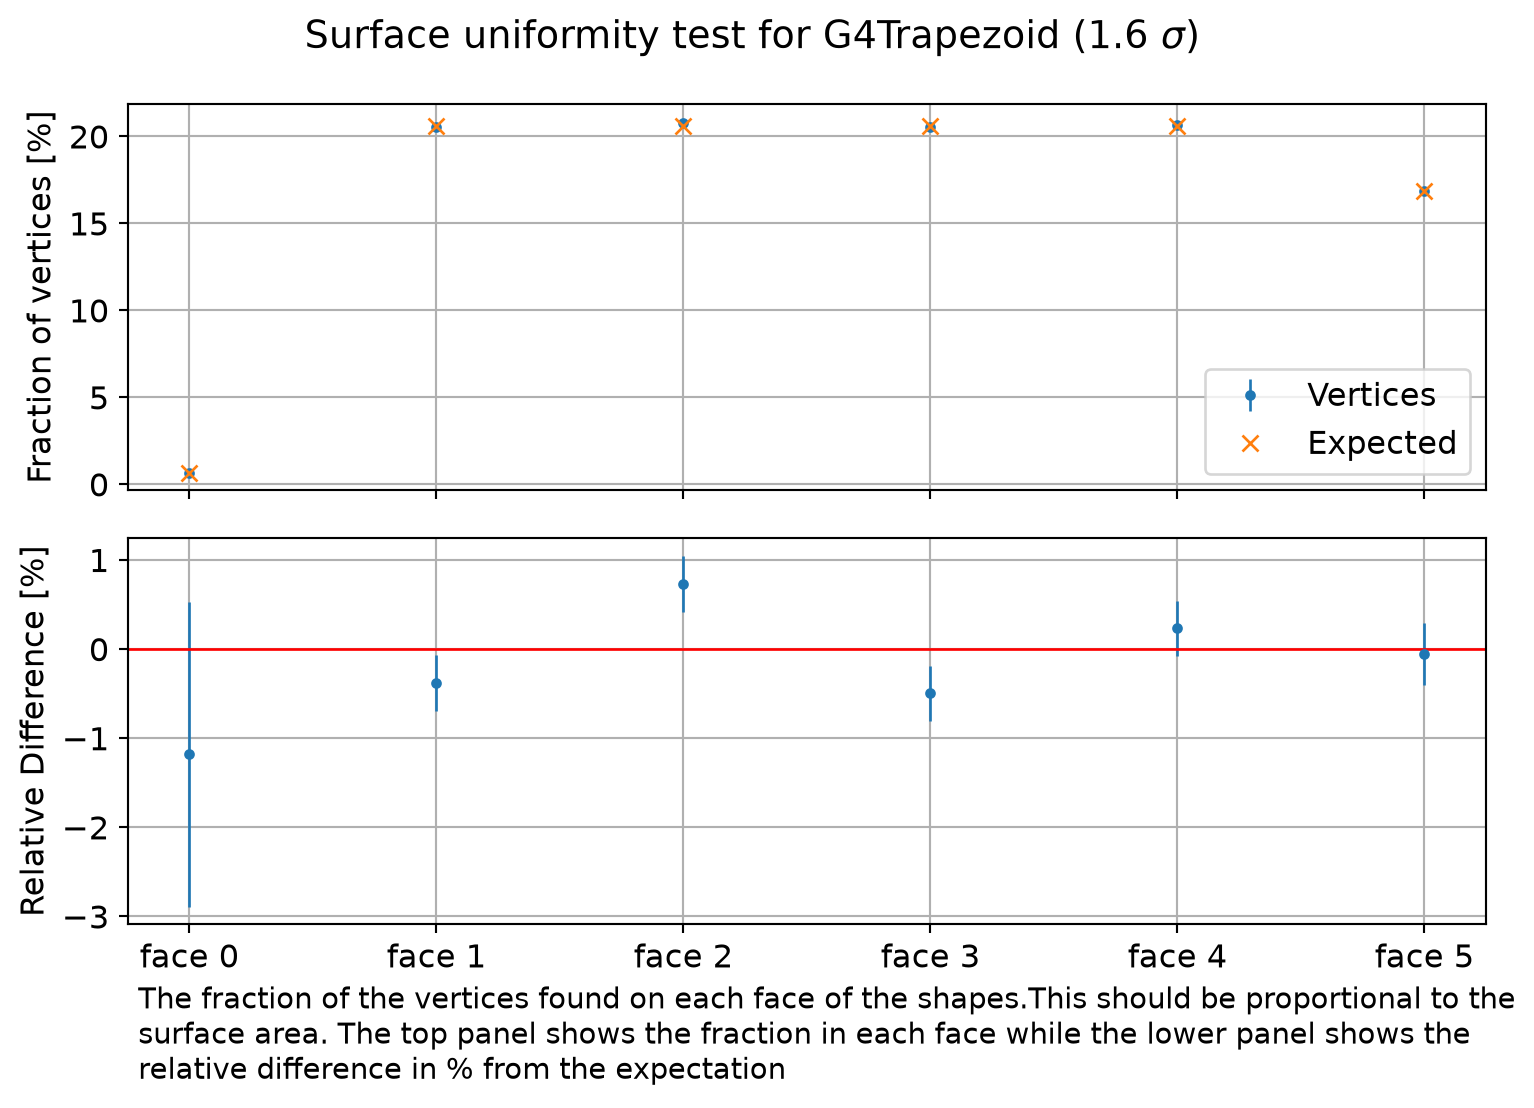 Surface uniformity test for G4Trapezoid (1.6 σ)
Fraction of vertices [%]
20
15
10
5
0
Vertices
Expected
Relative Difference [%]
1
0
−1
−2
−3
face 0 face 1 face 2 face 3 face 4 face 5
The fraction of the vertices found on each face of the shapes.This should be proportional to the
surface area. The top panel shows the fraction in each face while the lower panel shows the
relative difference in % from the expectation